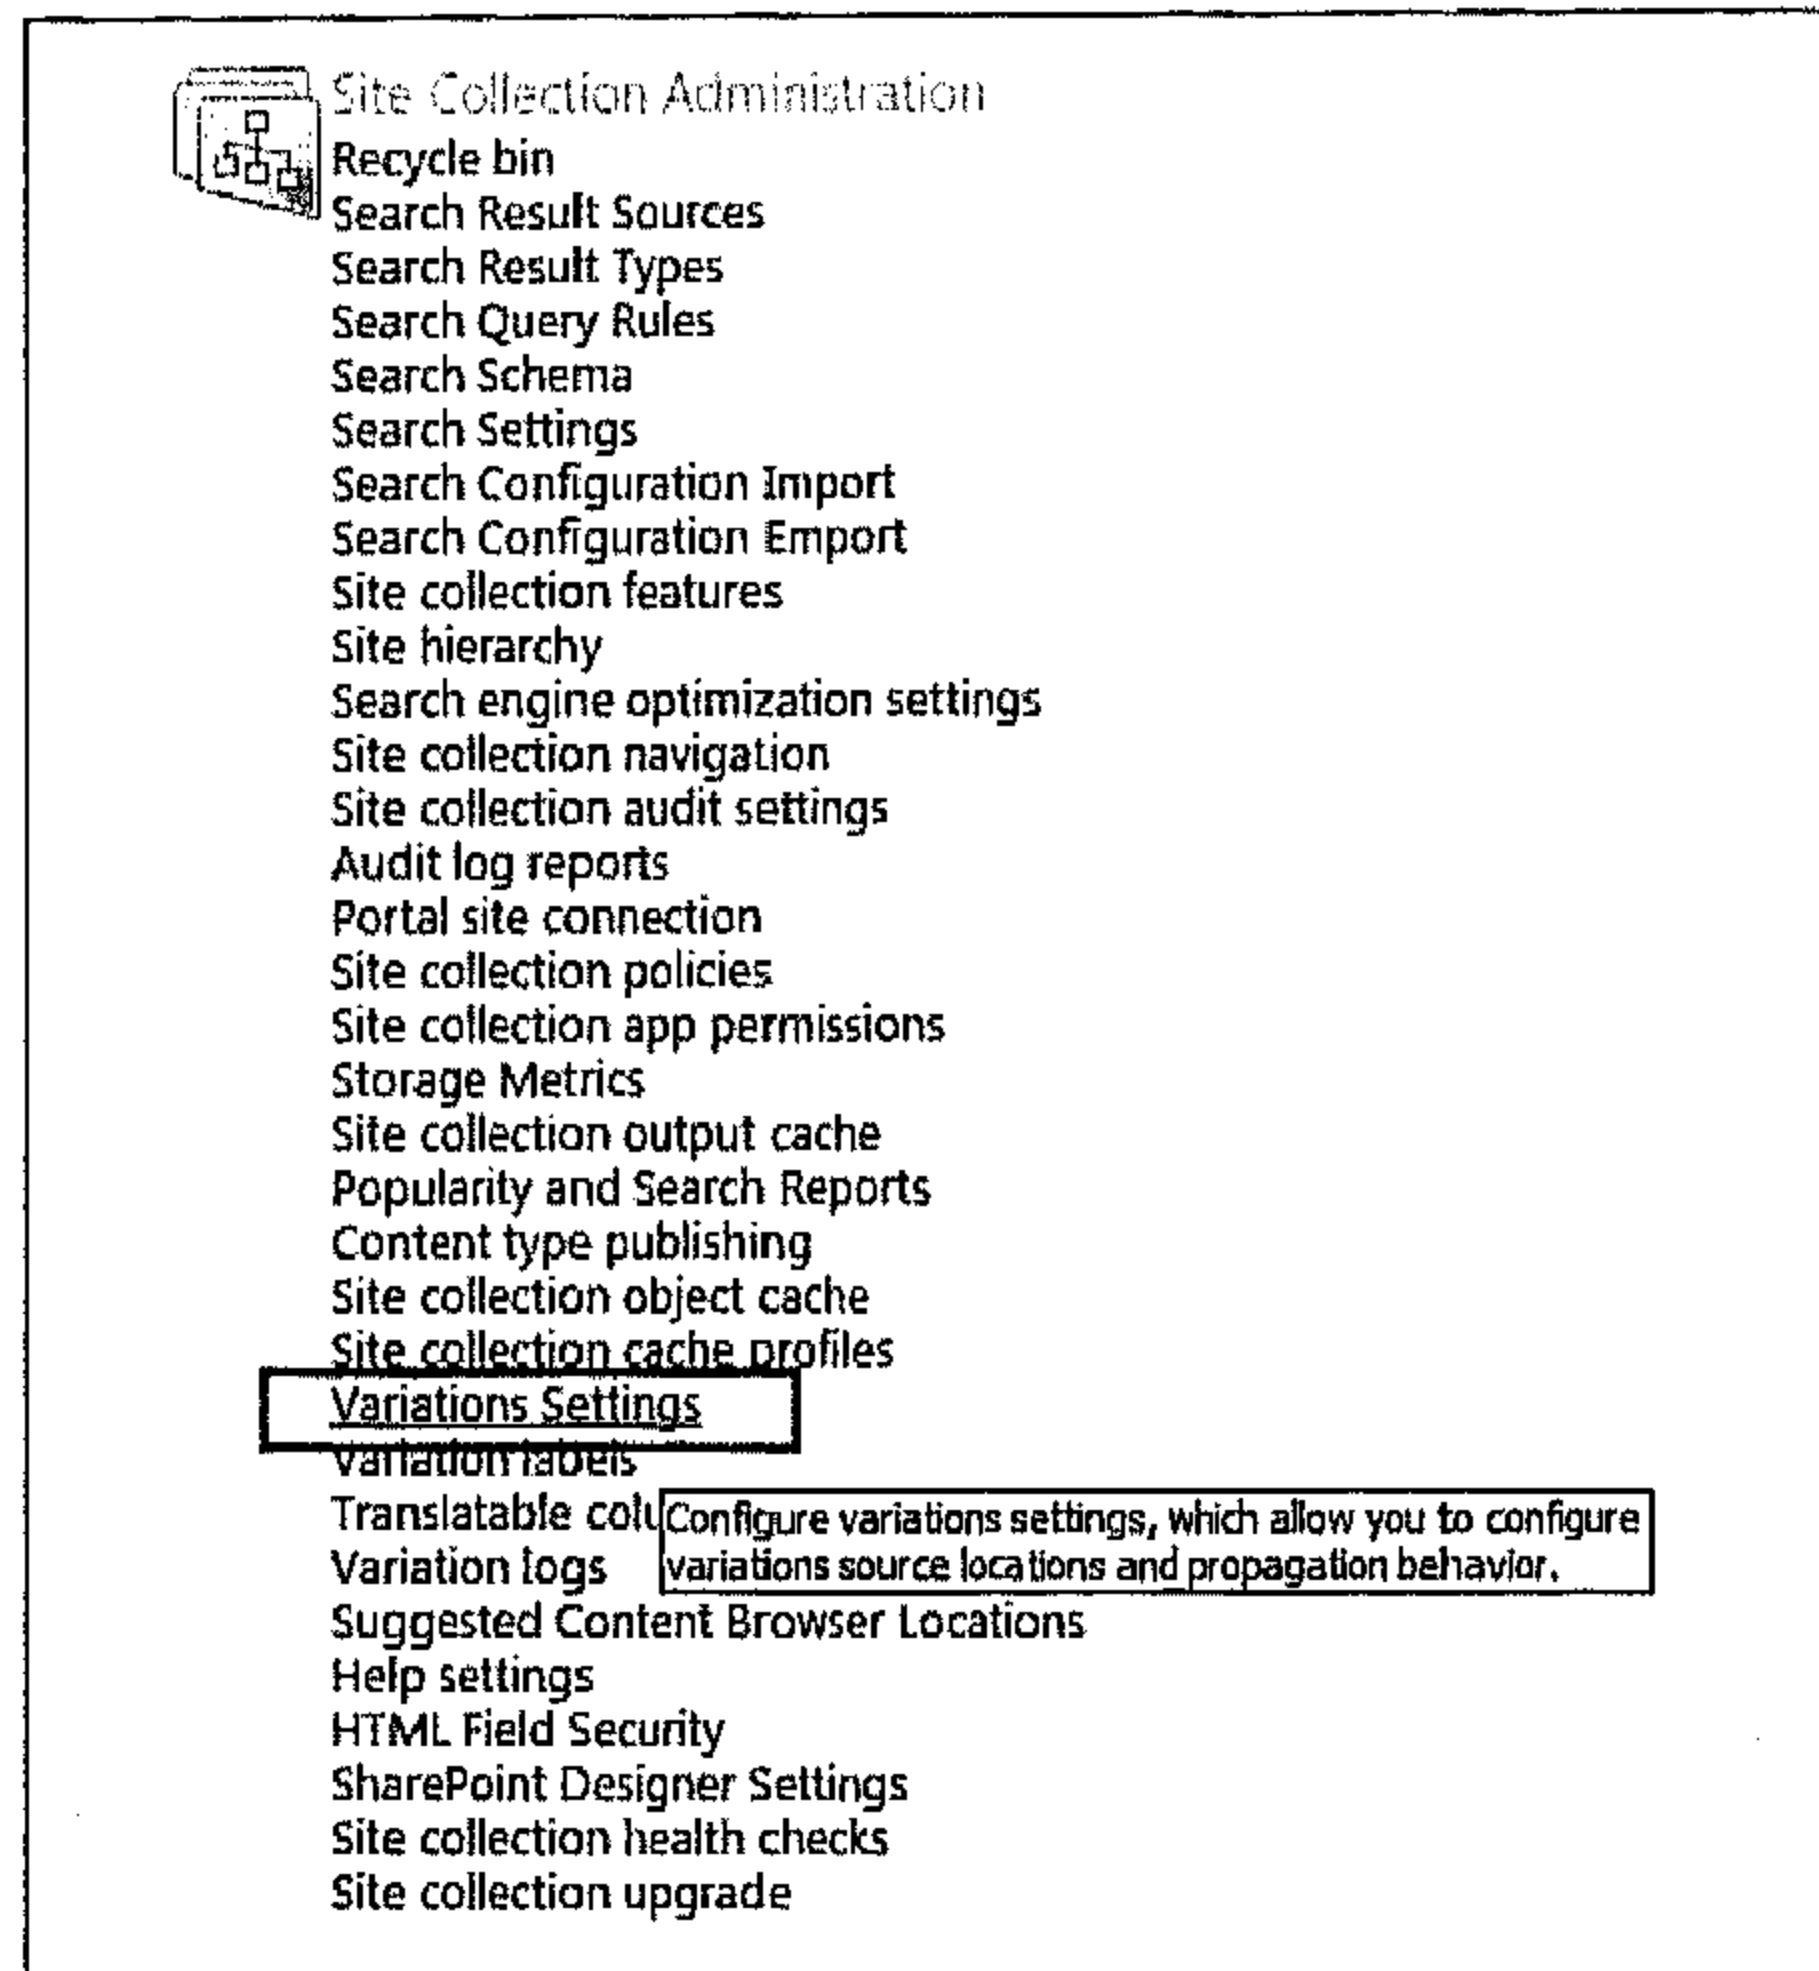 Site Collection Administration
Recycle bin
Search Result Sources
Search Result Types
Search Query Rules
Search Schema
Search Settings
Search Configuration Import
Search Configuration Emport
Site collection features
Site hierarchy
Search engine optimization settings
Site collection navigation
Site collection audit settings
Audit log reports
Portal site connection
Site collection policies
Site collection app permissions
Storage Metrics
Site collection output cache
Popularity and Search Reports
Content type publishing
Site collection object cache
Site collection cache profiles
Variations Settings
Variation labels
Translatable colu
Configure variations settings, which allow you to configure
variations source locations and propagation behavior.
Variation logs
Suggested Content Browser Locations
Help settings
HTML Field Security
SharePoint Designer Settings
Site collection health checks
Site collection upgrade